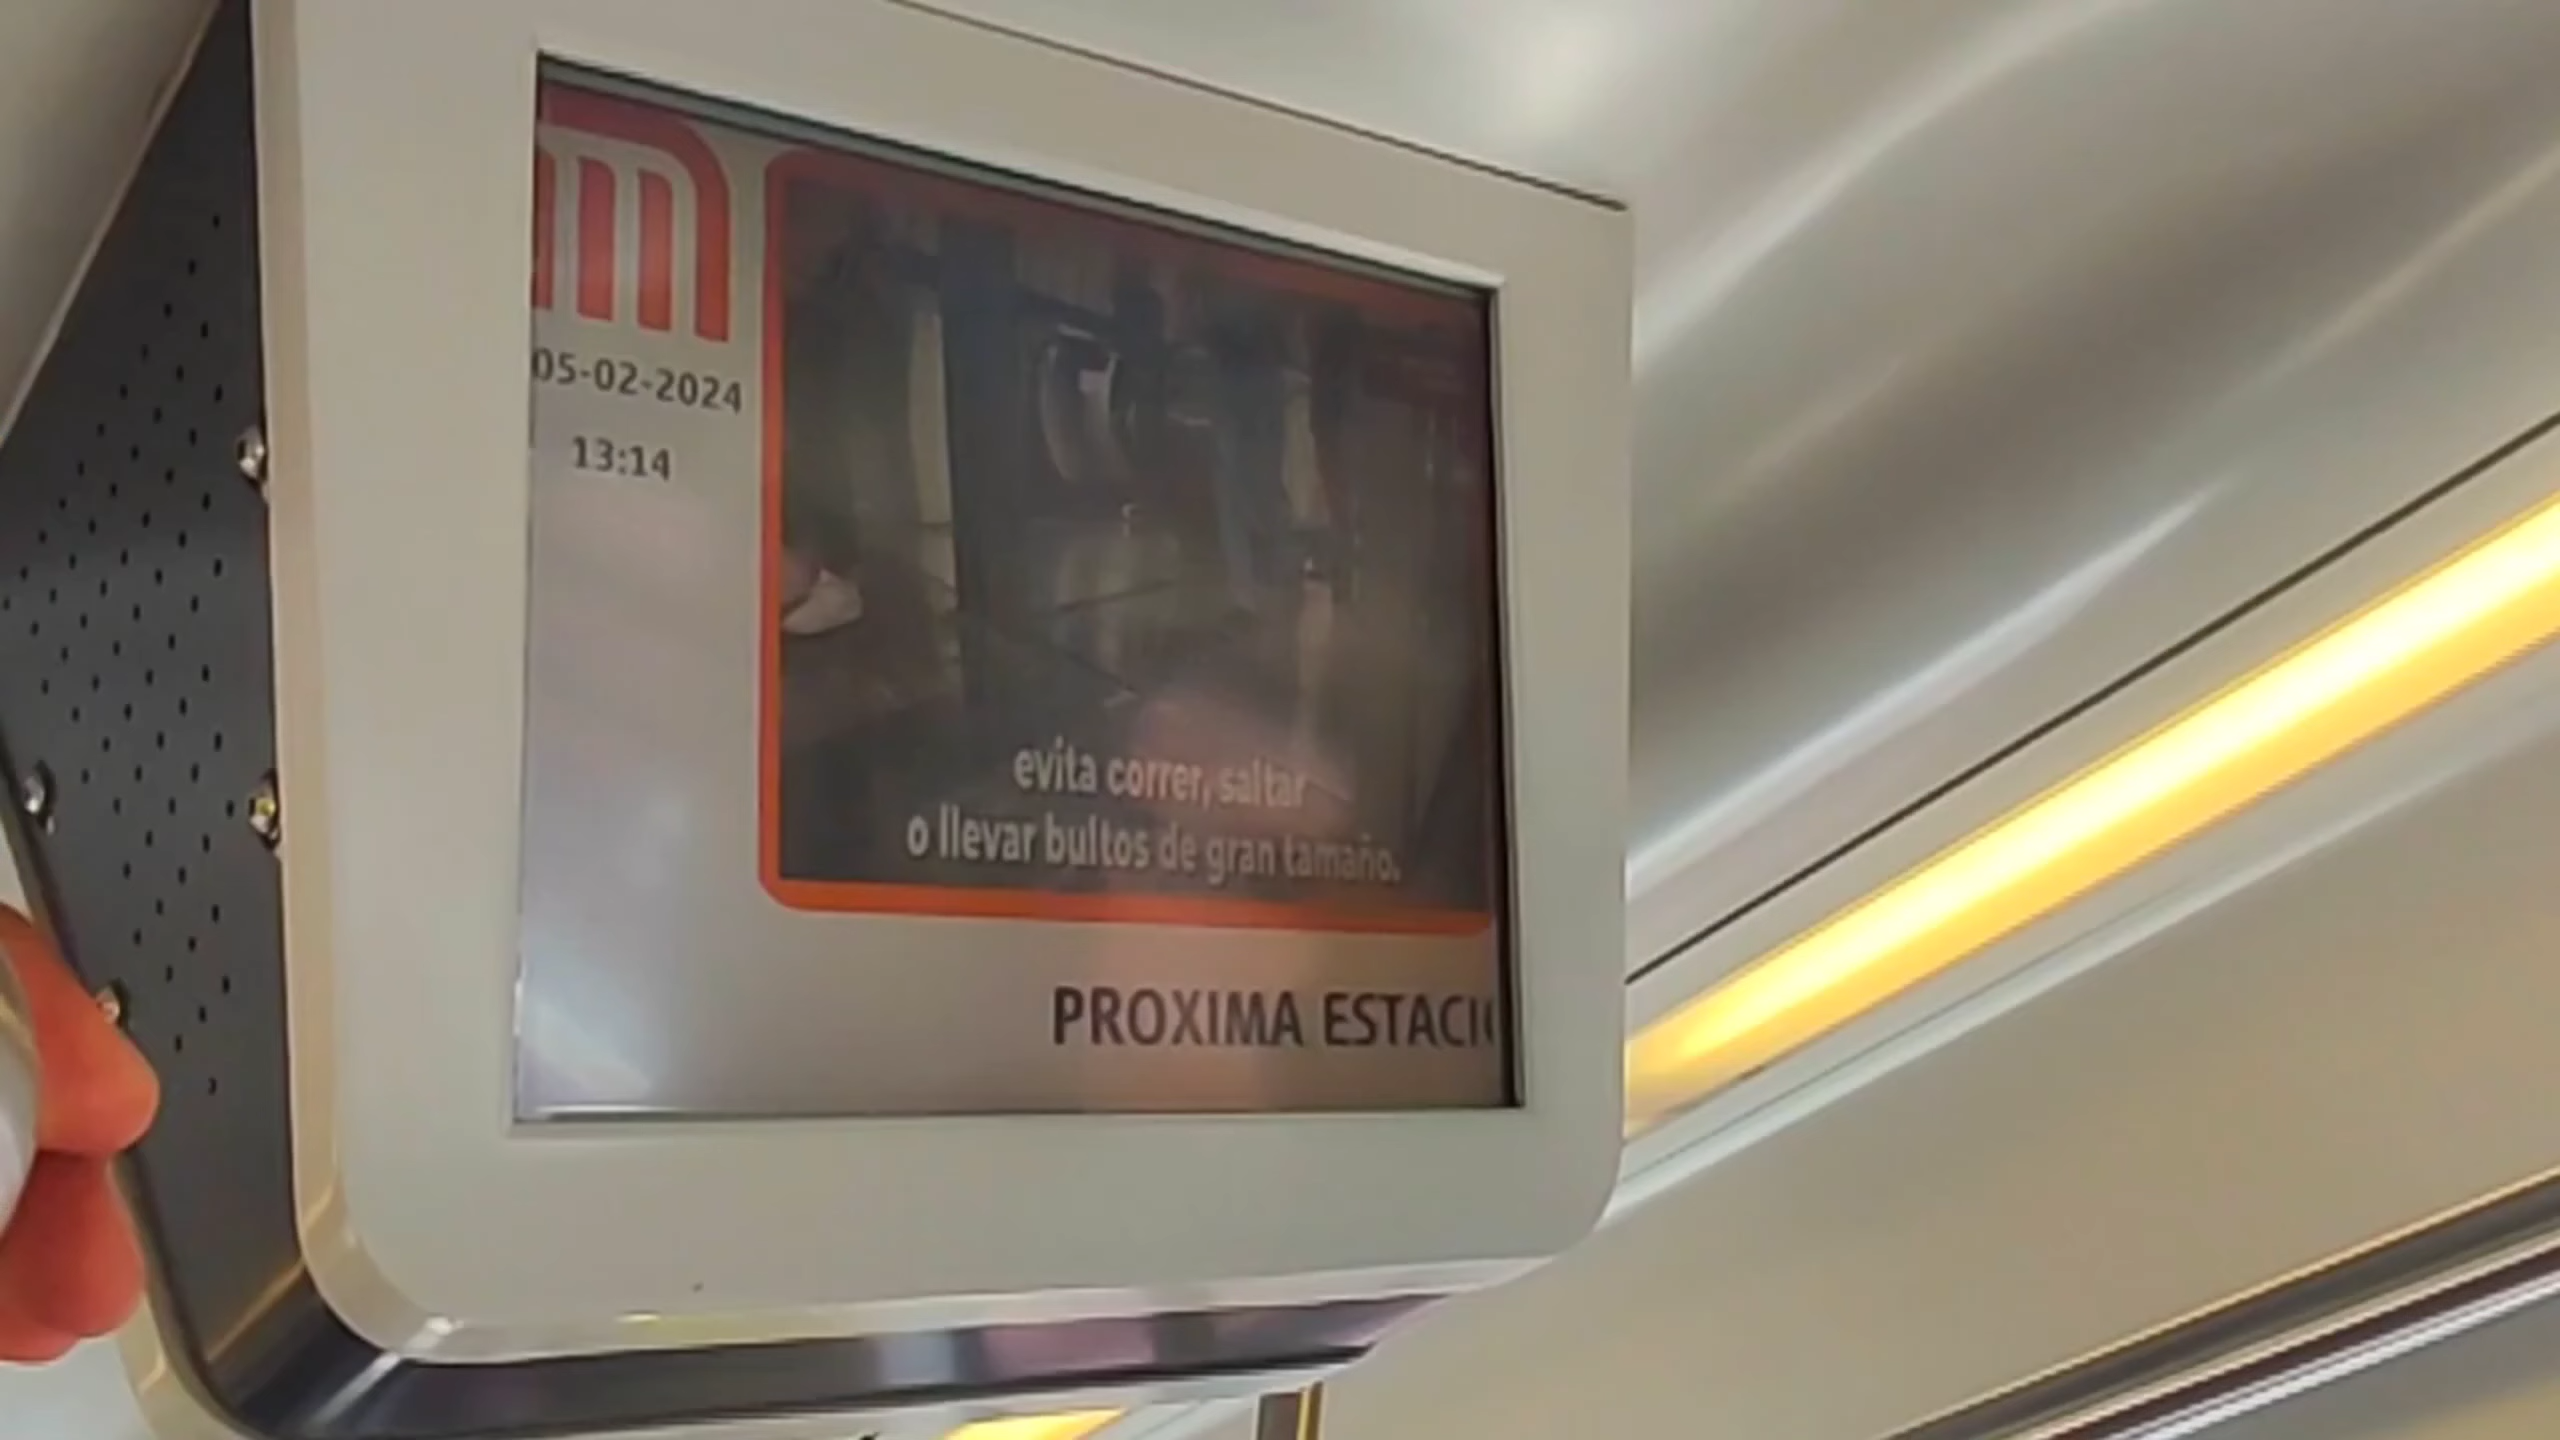 05-02-2024
13:14
evita correr, saltar
o llevar bultos de gran tamaño.
PROXIMA ESTACI